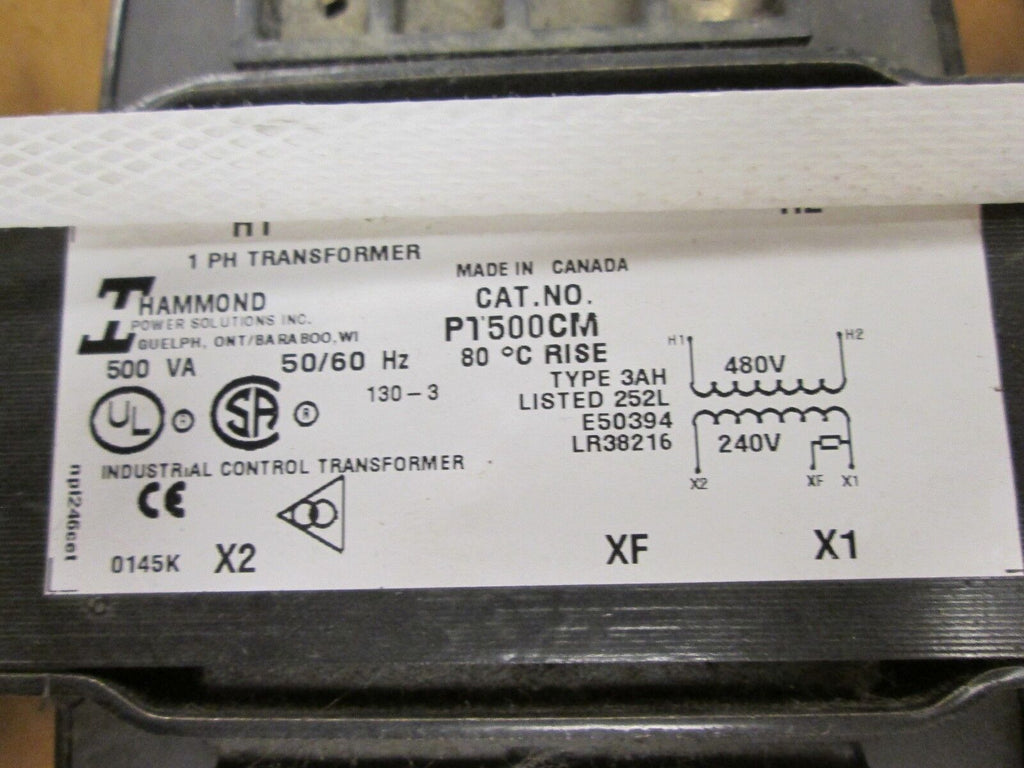 H1
1 PH TRANSFORMER
HAMMOND
POWER SOLUTIONS INC.
GUELPH, ONT/BARABOO, WI
500 VA 50/60 Hz
130-3
UL ®
SA ®
INDUSTRIAL CONTROL TRANSFORMER
CE
0145K X2
MADE IN CANADA
CAT.NO.
PT500CM
80 °C RISE
TYPE 3AH
LISTED 252L
E50394
LR38216
H1 H2
480V
240V
X2 XF X1
XF X1